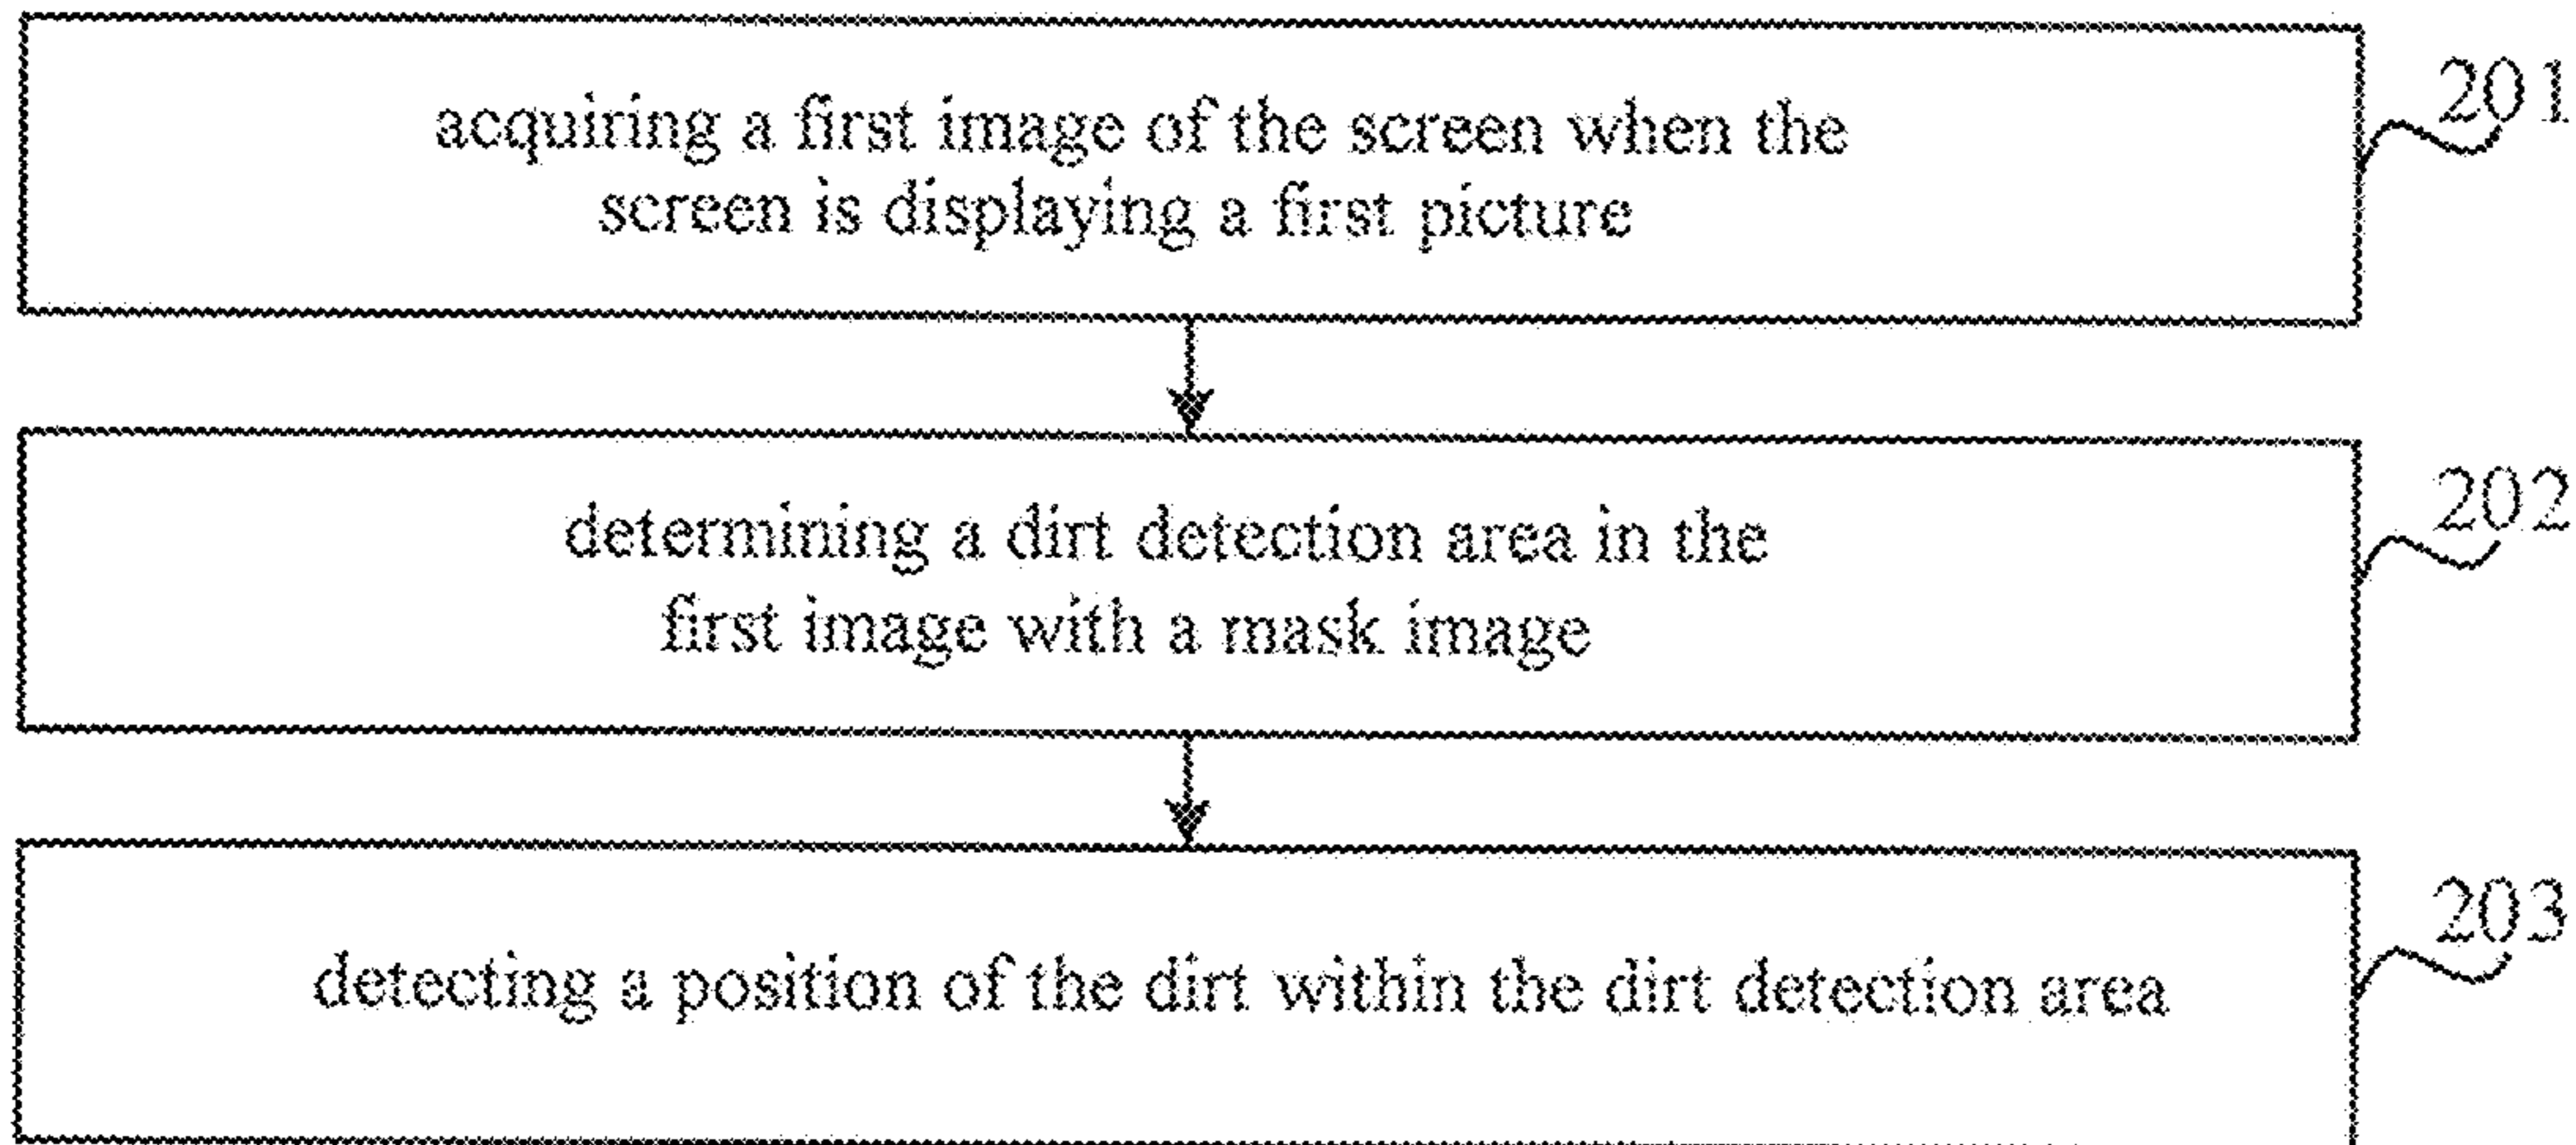 acquiring a first image of the screen when the
screen is displaying a first picture
201
determining a dirt detection area in the
first image with a mask image
202
detecting a position of the dirt within the dirt detection area
203